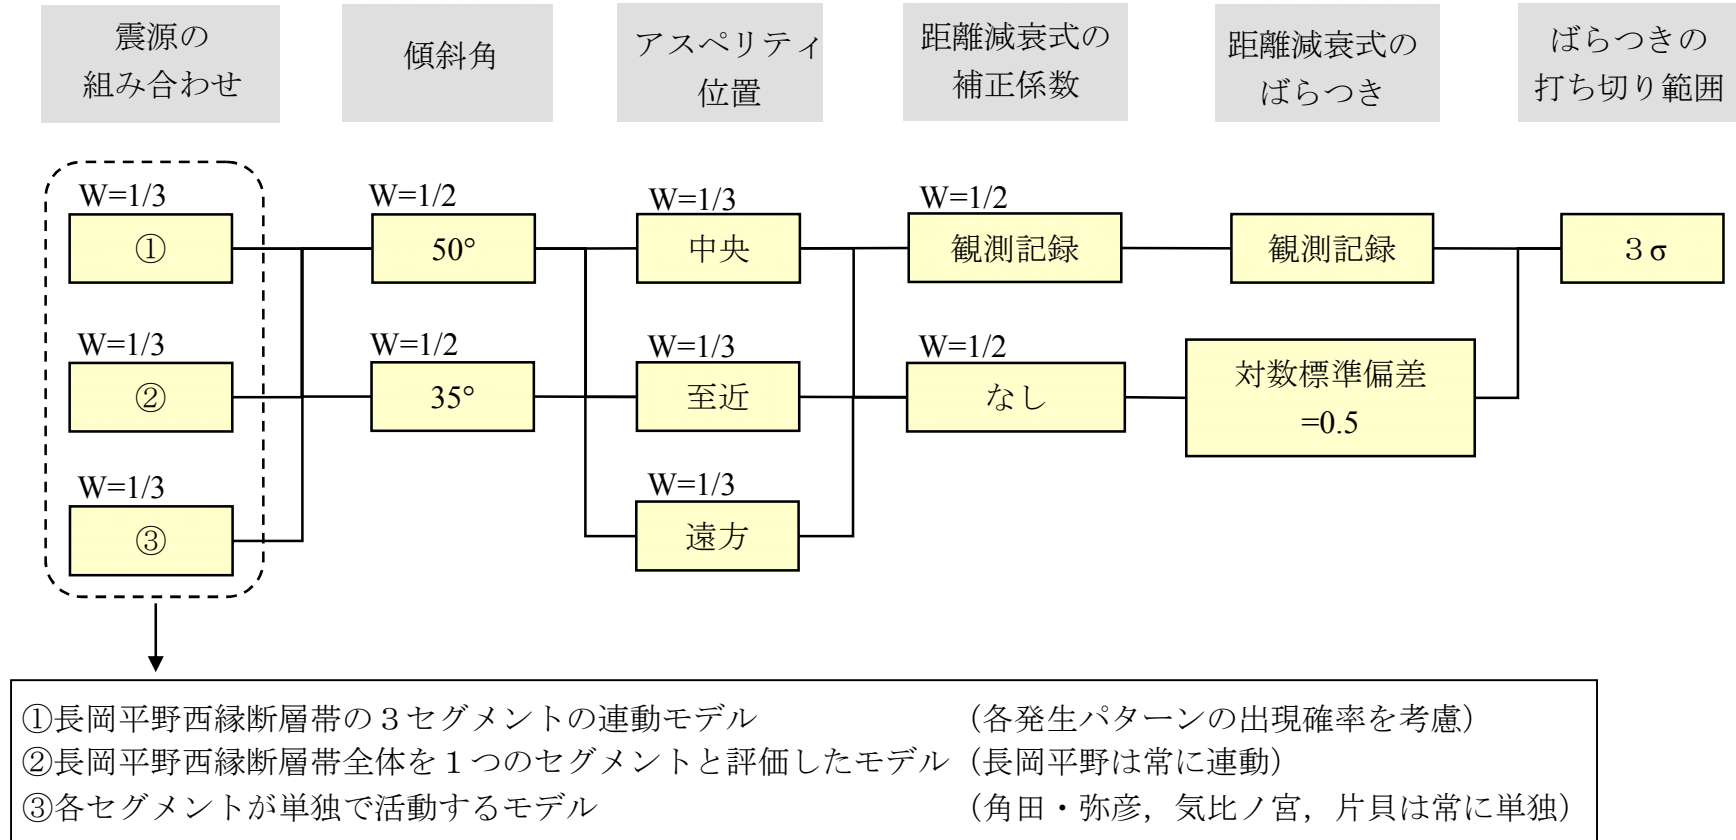 震源の
組み合わせ
傾斜角
アスペリティ
位置
距離減衰式の
補正係数
距離減衰式の
ばらつき
ばらつきの
打ち切り範囲
W=1/3
①
W=1/2
50°
W=1/3
中央
W=1/2
観測記録
観測記録
3σ
W=1/3
②
W=1/2
35°
W=1/3
至近
W=1/2
なし
対数標準偏差
=0.5
W=1/3
③
W=1/3
遠方
①長岡平野西縁断層帯の3セグメントの連動モデル (各発生パターンの出現確率を考慮)
②長岡平野西縁断層帯全体を1つのセグメントと評価したモデル (長岡平野は常に連動)
③各セグメントが単独で活動するモデル (角田・弥彦，気比ノ宮，片貝は常に単独)